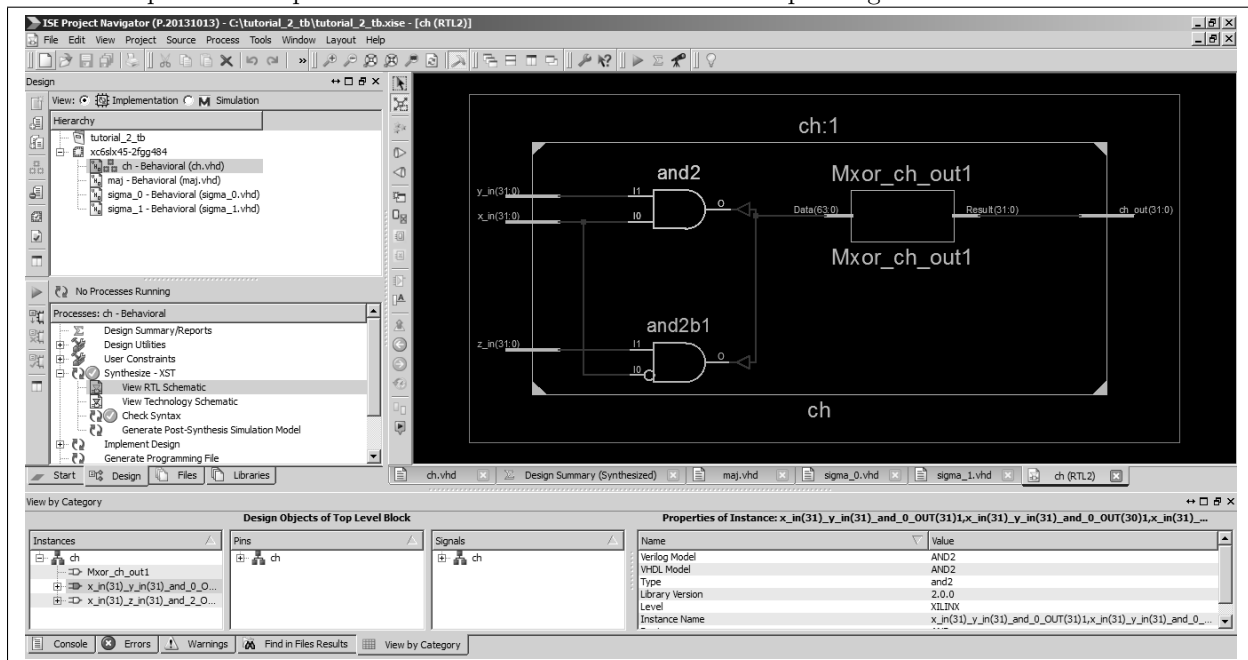 ISE Project Navigator (P.20131013) - C:\tutorial_2_tb\tutorial_2_tb.xise - [ch (RTL2)]
File Edit View Project Source Process Tools Window Layout Help
Design
View: Implementation Simulation
Hierarchy
tutorial_2_tb
xc6slx45-2fgg484
ch - Behavioral (ch.vhd)
maj - Behavioral (maj.vhd)
sigma_0 - Behavioral (sigma_0.vhd)
sigma_1 - Behavioral (sigma_1.vhd)
No Processes Running
Processes: ch - Behavioral
Design Summary/Reports
Design Utilities
User Constraints
Synthesize - XST
View RTL Schematic
View Technology Schematic
Check Syntax
Generate Post-Synthesis Simulation Model
Implement Design
Generate Programming File
Start Design Files Libraries
ch:1
and2
Mxor_ch_out1
y_in(31:0)
I1
x_in(31:0)
I0
O
Data(63:0)
Result(31:0)
ch_out(31:0)
Mxor_ch_out1
and2b1
z_in(31:0)
I1
I0
O
ch
ch.vhd
Design Summary (Synthesized)
maj.vhd
sigma_0.vhd
sigma_1.vhd
ch (RTL2)
View by Category
Design Objects of Top Level Block
Instances
ch
Mxor_ch_out1
x_in(31)_y_in(31)_and_0_O...
x_in(31)_z_in(31)_and_2_O...
Pins
ch
Signals
ch
Properties of Instance: x_in(31)_y_in(31)_and_0_OUT(31)1,x_in(31)_y_in(31)_and_0_OUT(30)1,x_in(31)_...
Name Value
Verilog Model AND2
VHDL Model AND2
Type and2
Library Version 2.0.0
Level XILINX
Instance Name x_in(31)_y_in(31)_and_0_OUT(31)1,x_in(31)_y_in(31)_and_0_...
Console Errors Warnings Find in Files Results View by Category